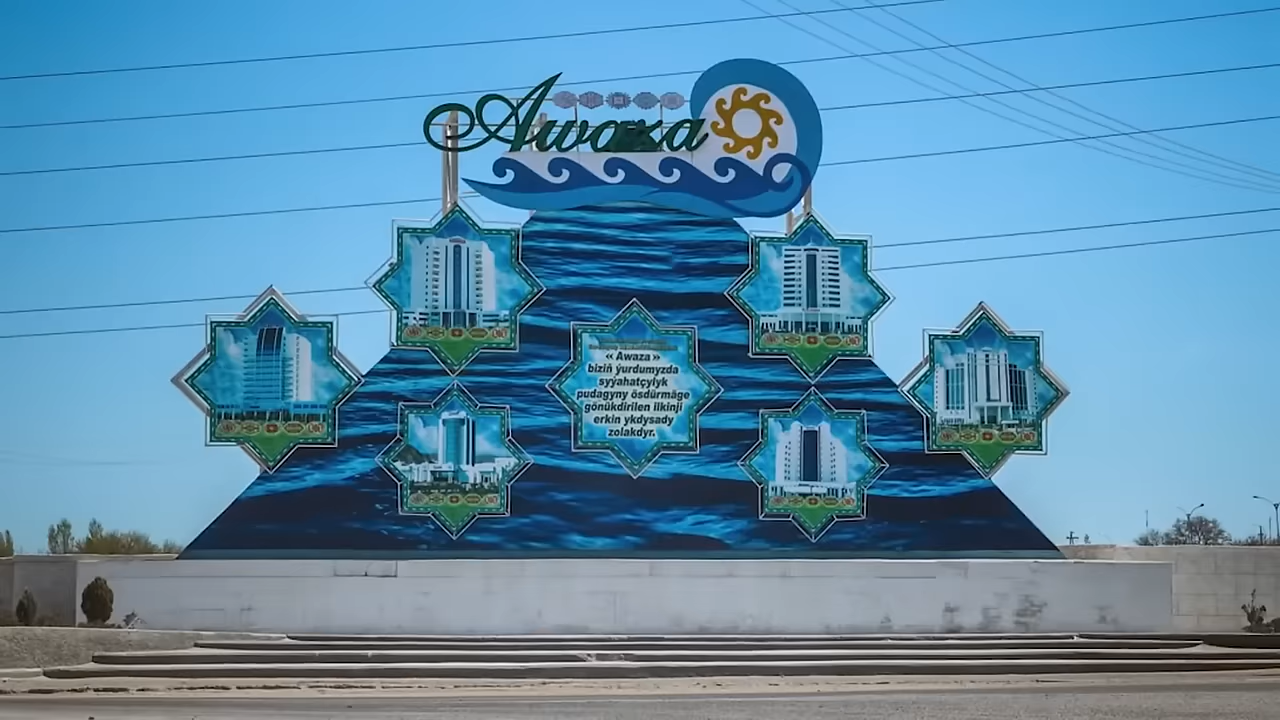 Awaza
« Awaza »
biziň ýurdumyzda
syýahatçylyk
pudagyny ösdürmäge
gönükdirilen ilkinji
erkin ykdysady
zolakdyr.